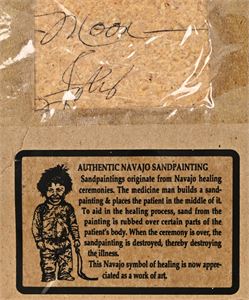 Moon
AUTHENTIC NAVAJO SANDPAINTING
Sandpaintings originate from Navajo healing
ceremonies. The medicine man builds a sand-
painting & places the patient in the middle of it.
To aid in the healing process, sand from the
painting is rubbed over certain parts of the
patient's body. When the ceremony is over, the
sandpainting is destroyed, thereby destroying
the illness.
This Navajo symbol of healing is now appre-
ciated as a work of art.